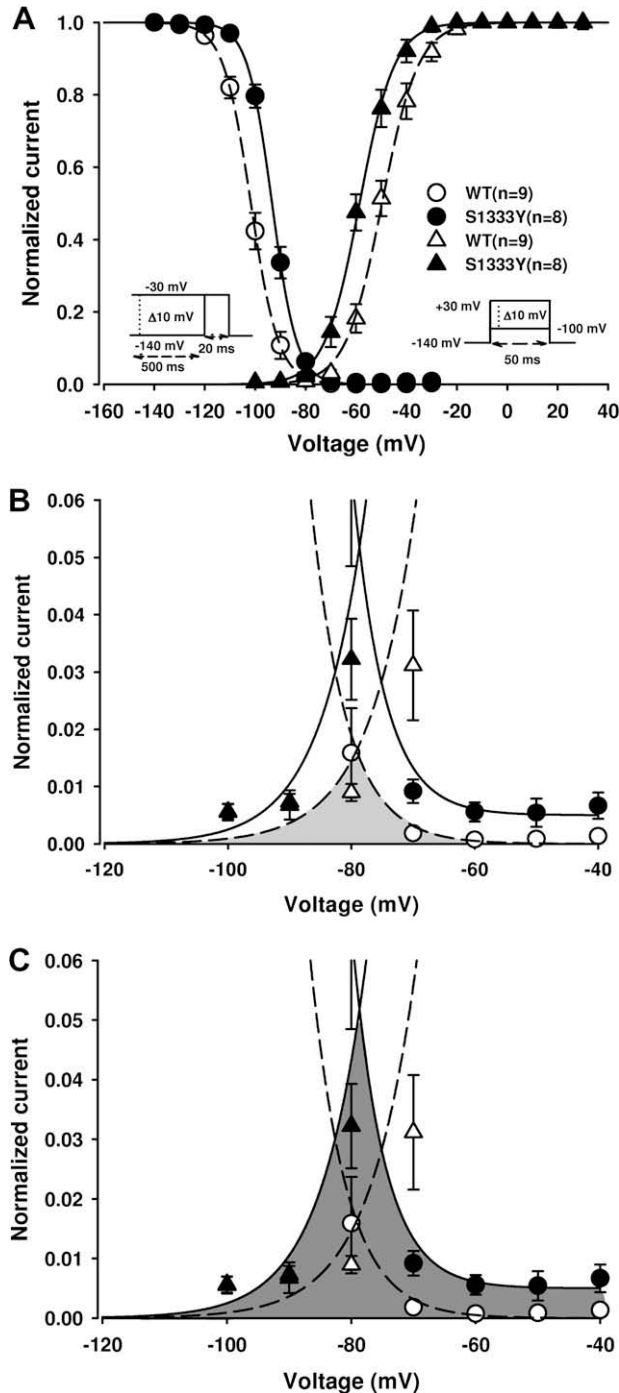 A
Normalized current
1.0
0.8
0.6
0.4
0.2
0.0
WT(n=9)
S1333Y(n=8)
WT(n=9)
S1333Y(n=8)
-30 mV
Δ10 mV
-140 mV
20 ms
500 ms
+30 mV
Δ10 mV
-100 mV
-140 mV
50 ms
-160 -140 -120 -100 -80 -60 -40 -20 0 20 40
Voltage (mV)
B
Normalized current
0.06
0.05
0.04
0.03
0.02
0.01
0.00
-120 -100 -80 -60 -40
Voltage (mV)
C
Normalized current
0.06
0.05
0.04
0.03
0.02
0.01
0.00
-120 -100 -80 -60 -40
Voltage (mV)